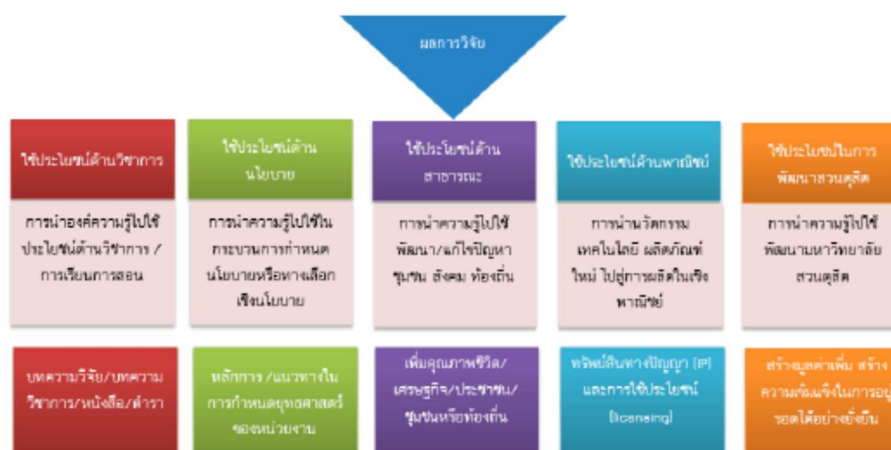 ผลการวิจัย
ใช้ประโยชน์ด้านวิชาการ
การนำองค์ความรู้ไปใช้
ประโยชน์ด้านวิชาการ /
การเรียนการสอน
บทความวิจัย/บทความ
วิชาการ/หนังสือ/ตำรา
ใช้ประโยชน์ด้าน
นโยบาย
การนำความรู้ไปใช้ใน
กระบวนการกำหนด
นโยบายหรือทางเลือก
เชิงนโยบาย
หลักการ /แนวทางใน
การกำหนดยุทธศาสตร์
ของหน่วยงาน
ใช้ประโยชน์ด้าน
สาธารณะ
การนำความรู้ไปใช้
พัฒนา/แก้ไขปัญหา
ชุมชน สังคม ท้องถิ่น
เพิ่มคุณภาพชีวิต/
เศรษฐกิจ/ประชาชน/
ชุมชนหรือท้องถิ่น
ใช้ประโยชน์ด้านพาณิชย์
การนำนวัตกรรม
เทคโนโลยี ผลิตภัณฑ์
ใหม่ ไปสู่การผลิตในเชิง
พาณิชย์
ทรัพย์สินทางปัญญา (IP)
และการใช้ประโยชน์
(licensing)
ใช้ประโยชน์ในการ
พัฒนาสวนดุสิต
การนำความรู้ไปใช้
พัฒนามหาวิทยาลัย
สวนดุสิต
สร้างมูลค่าเพิ่ม สร้าง
ความเข้มแข็งในการอยู่
รอดได้อย่างยั่งยืน